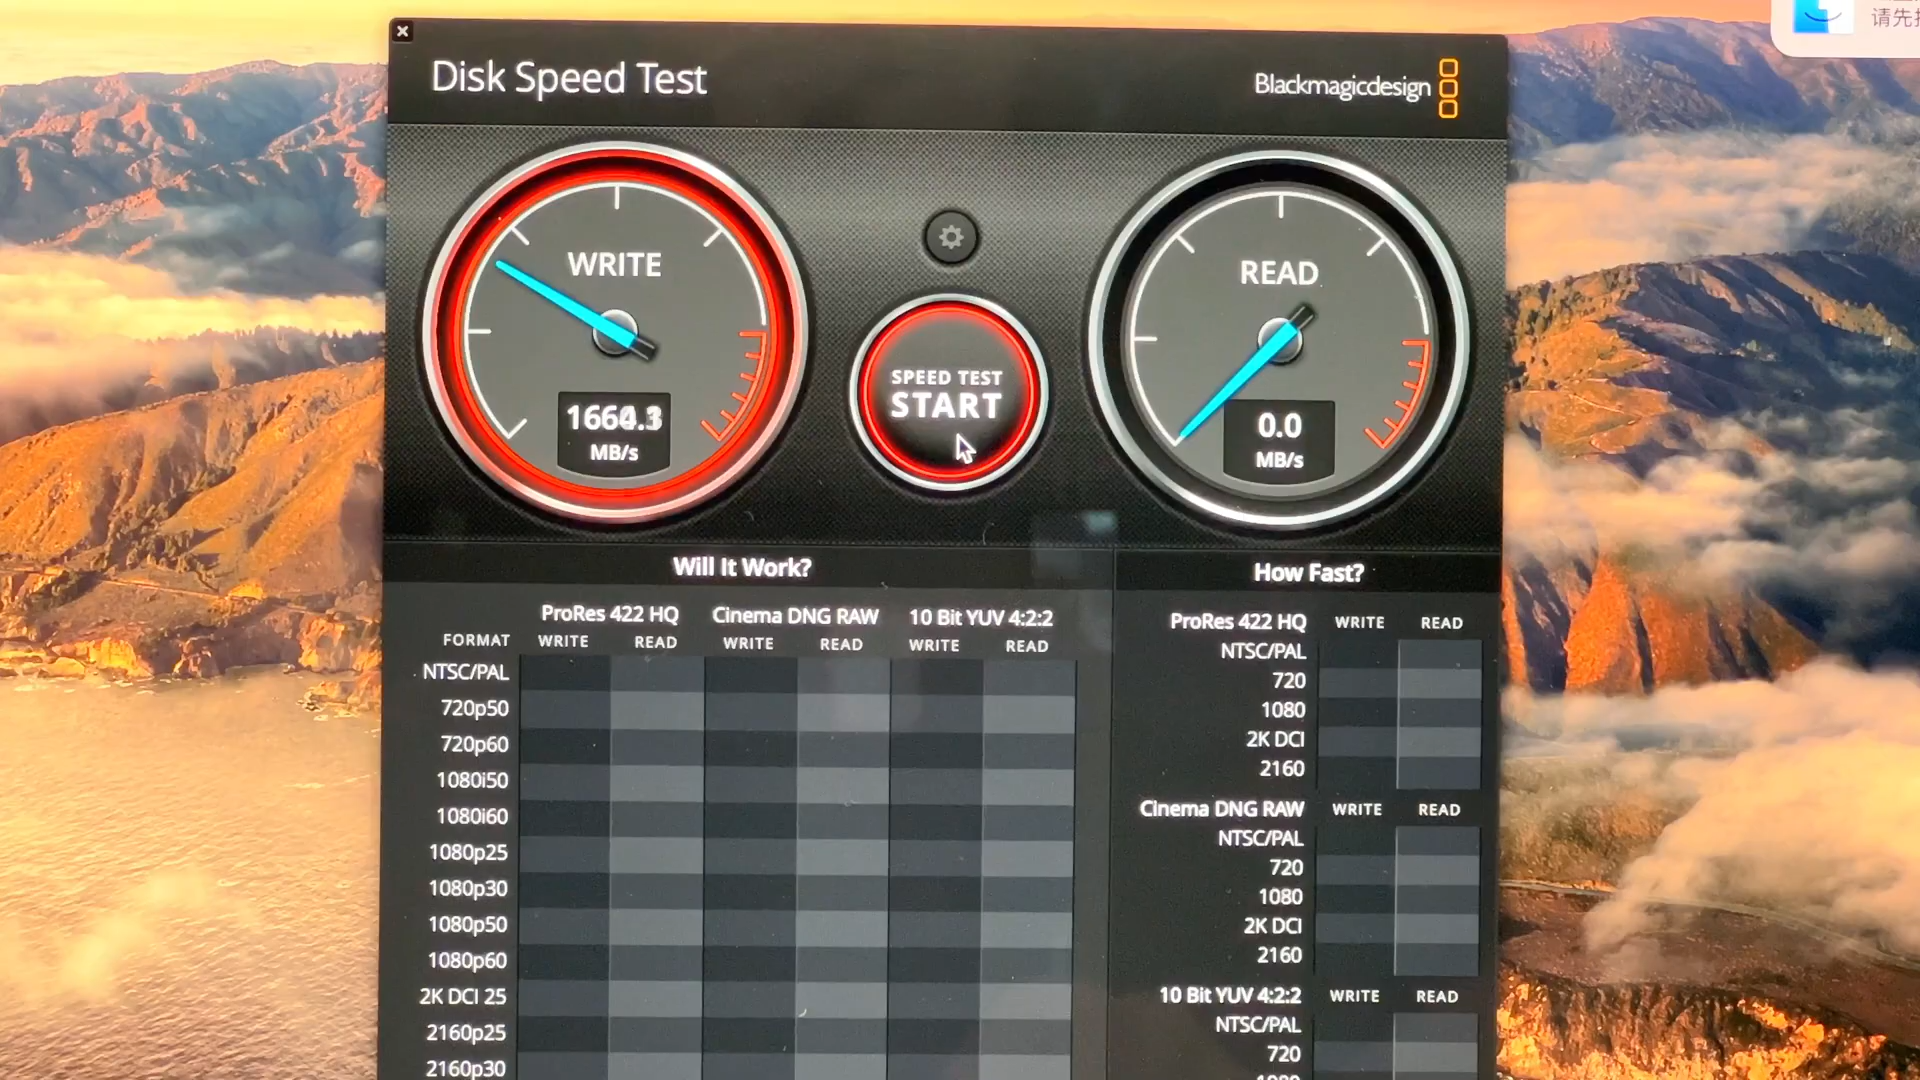 请先
Disk Speed Test
Blackmagicdesign
WRITE
MB/s
SPEED TEST
START
READ
0.0
MB/s
Will It Work?
ProRes 422 HQ Cinema DNG RAW 10 Bit YUV 4:2:2
FORMAT WRITE READ WRITE READ WRITE READ
NTSC/PAL
720p50
720p60
1080i50
1080i60
1080p25
1080p30
1080p50
1080p60
2K DCI 25
2160p25
2160p30
How Fast?
ProRes 422 HQ WRITE READ
NTSC/PAL
720
1080
2K DCI
2160
Cinema DNG RAW WRITE READ
NTSC/PAL
720
1080
2K DCI
2160
10 Bit YUV 4:2:2 WRITE READ
NTSC/PAL
720
1080